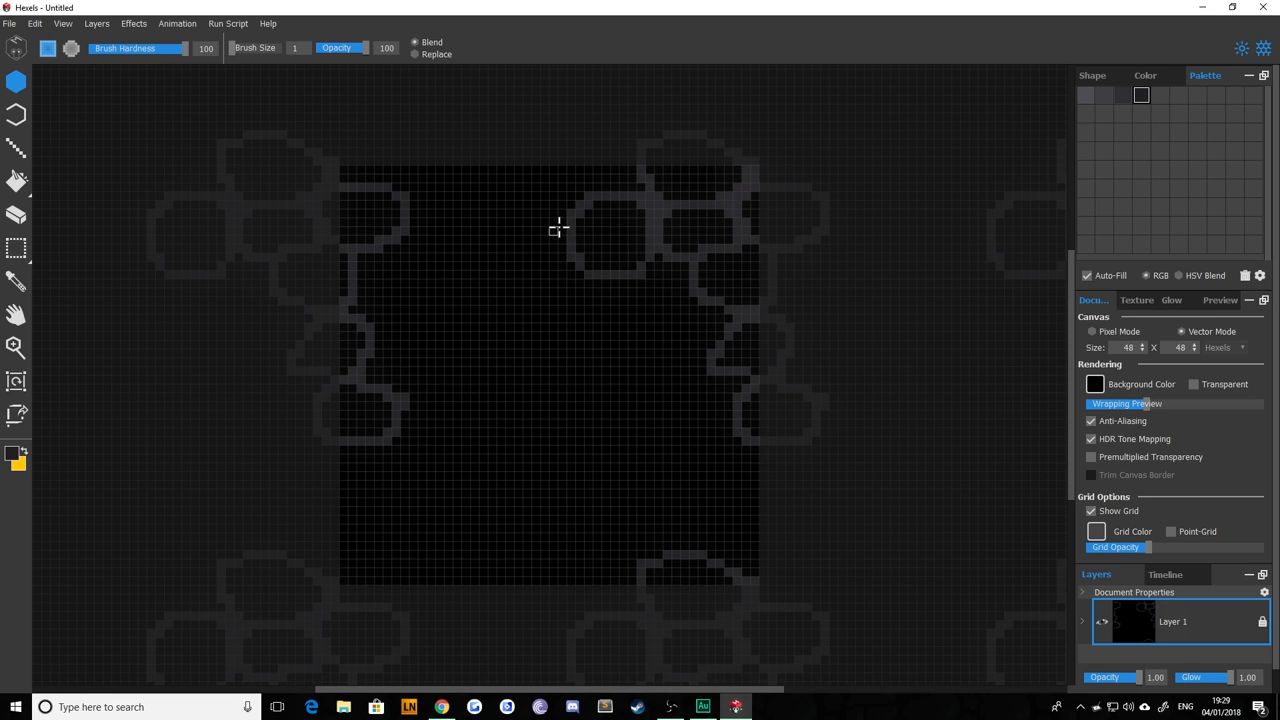 Hexels - Untitled
File Edit View Layers Effects Animation Run Script Help
Brush Hardness 100 Brush Size 1 Opacity 100 Blend
Replace
Shape Color Palette
Auto-Fill RGB HSV Blend
Docu... Texture Glow Preview
Canvas
Pixel Mode Vector Mode
Size: 48 X 48 Hexels
Rendering
Background Color Transparent
Wrapping Preview
Anti-Aliasing
HDR Tone Mapping
Premultiplied Transparency
Trim Canvas Border
Grid Options
Show Grid
Grid Color Point-Grid
Grid Opacity
Layers Timeline
Document Properties
Layer 1
Opacity 1.00 Glow 1.00
Type here to search
LN
Au
ENG
19:29
04/01/2018
2